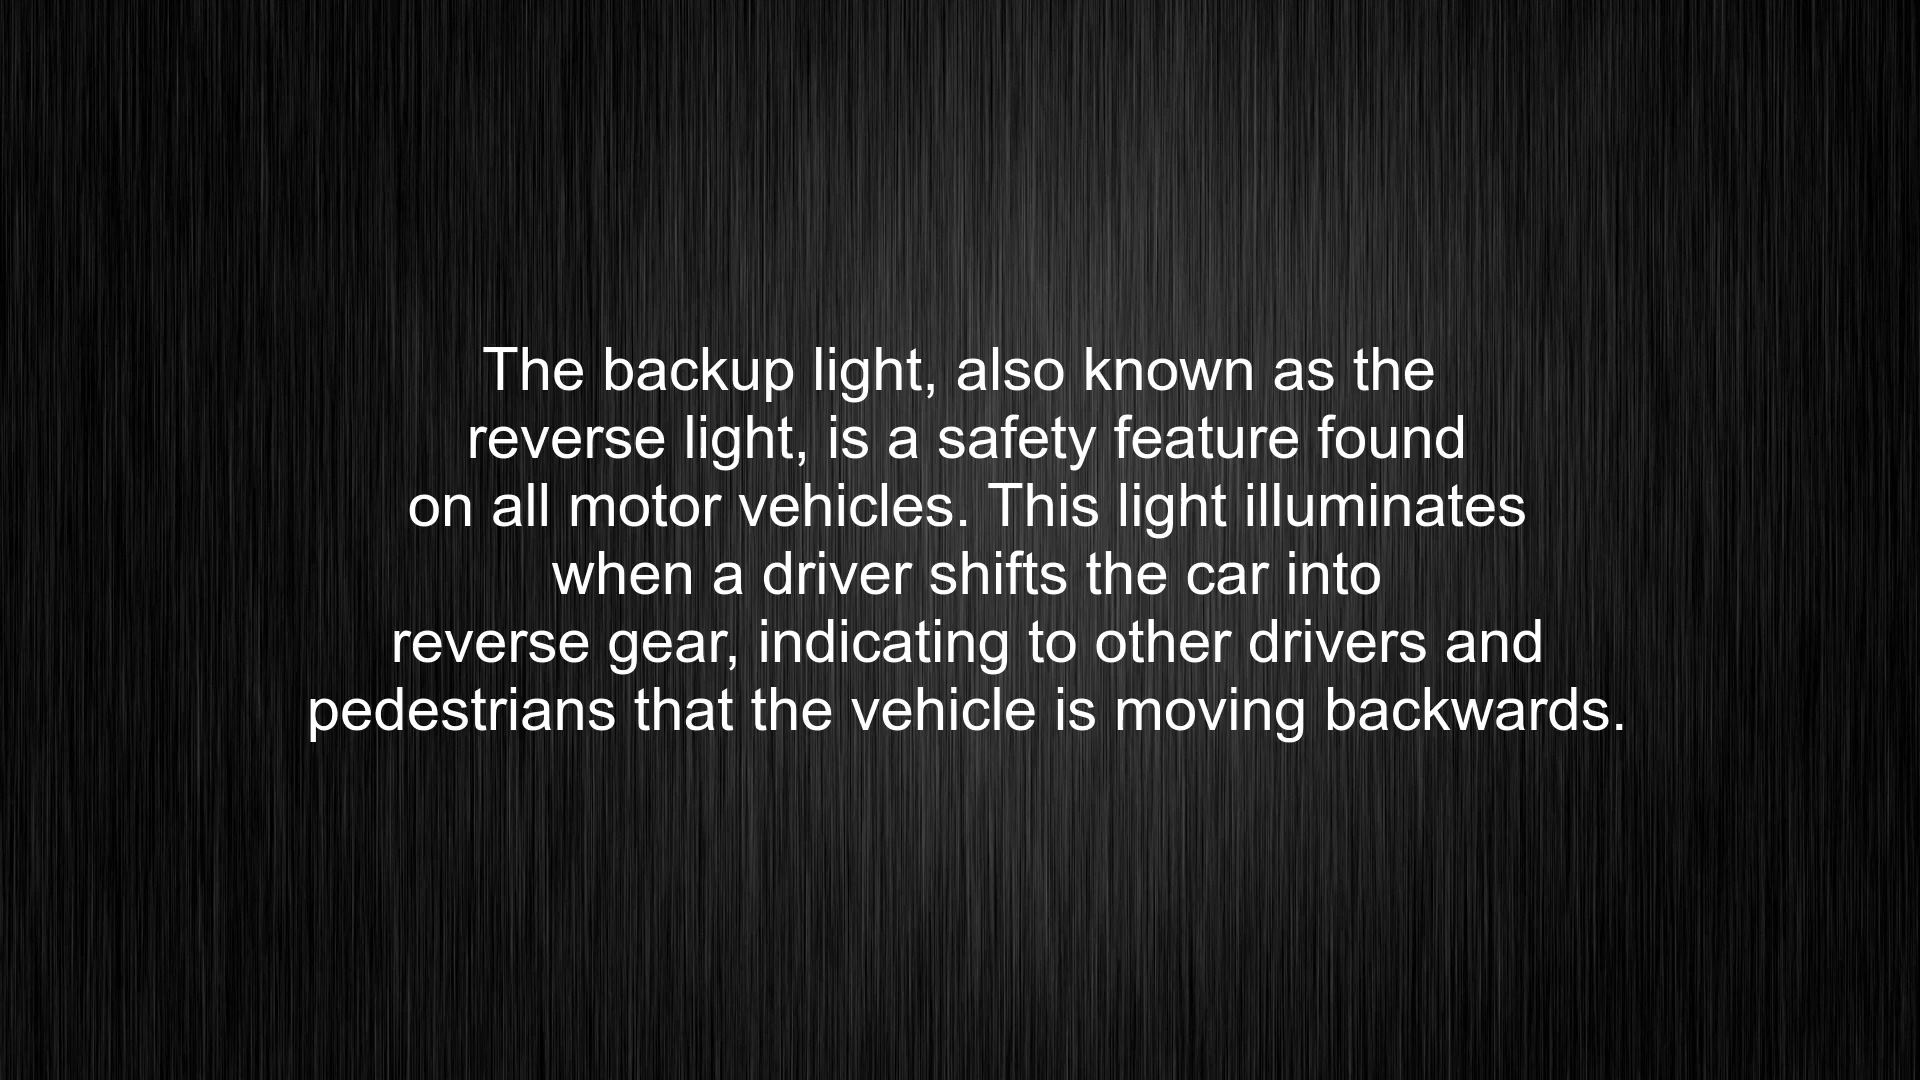 The backup light, also known as the
reverse light, is a safety feature found
on all motor vehicles. This light illuminates
when a driver shifts the car into
reverse gear, indicating to other drivers and
pedestrians that the vehicle is moving backwards.